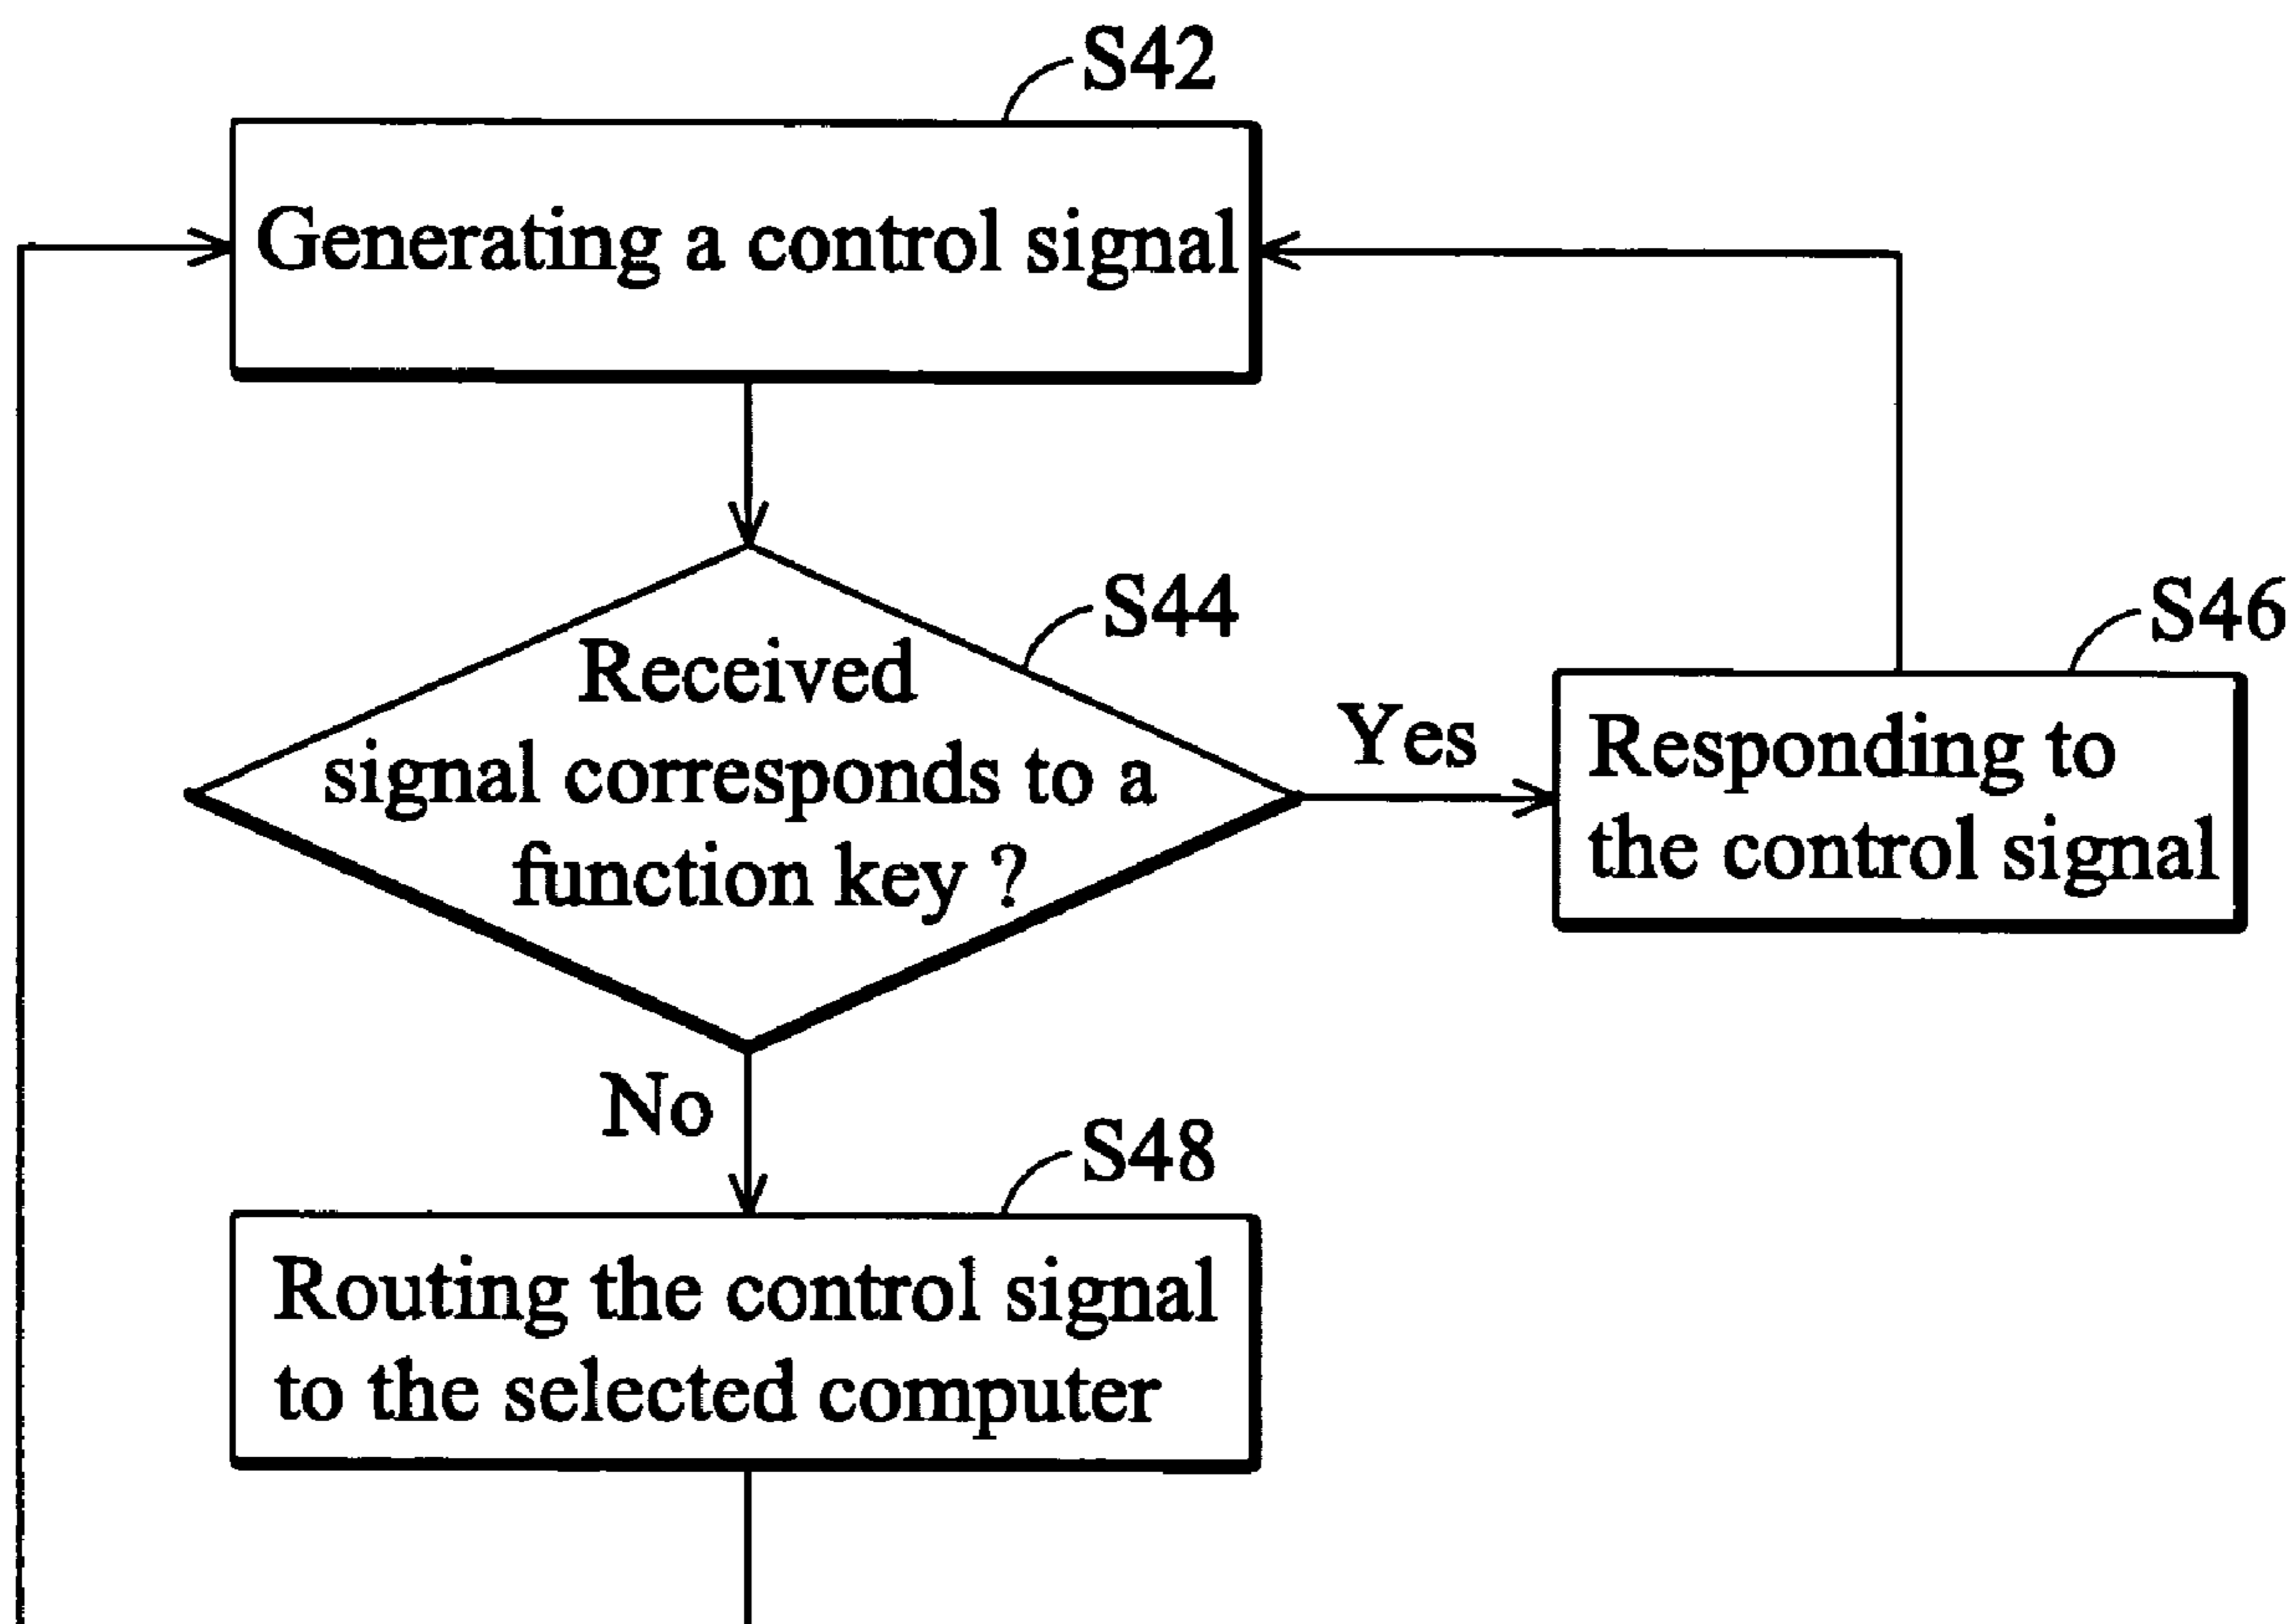 S42
Generating a control signal
S44
Received
signal corresponds to a
function key ?
Yes
S46
Responding to
the control signal
No
S48
Routing the control signal
to the selected computer